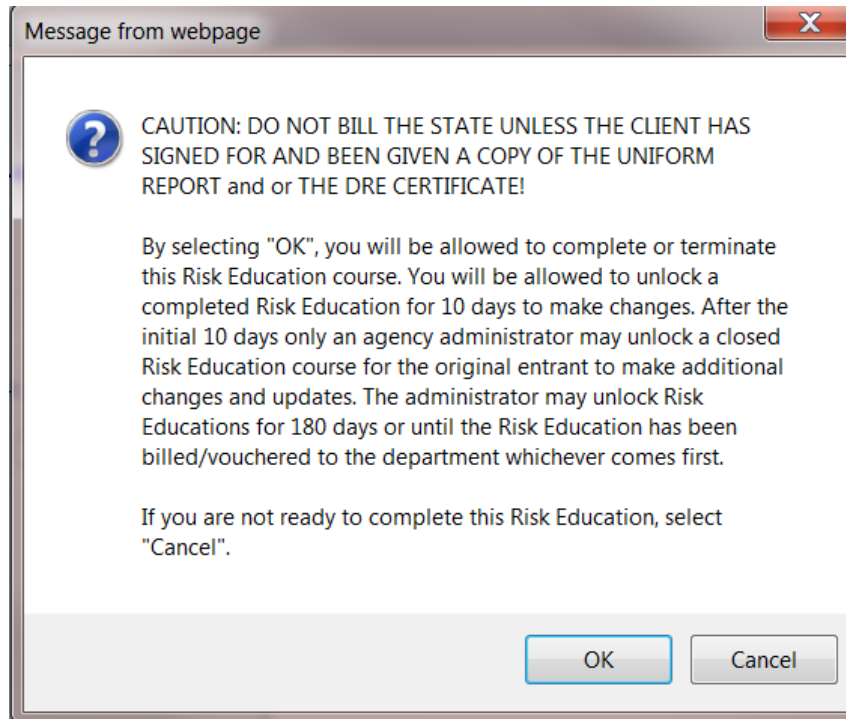 Message from webpage
CAUTION: DO NOT BILL THE STATE UNLESS THE CLIENT HAS
SIGNED FOR AND BEEN GIVEN A COPY OF THE UNIFORM
REPORT and or THE DRE CERTIFICATE!
By selecting "OK", you will be allowed to complete or terminate
this Risk Education course. You will be allowed to unlock a
completed Risk Education for 10 days to make changes. After the
initial 10 days only an agency administrator may unlock a closed
Risk Education course for the original entrant to make additional
changes and updates. The administrator may unlock Risk
Educations for 180 days or until the Risk Education has been
billed/vouchered to the department whichever comes first.
If you are not ready to complete this Risk Education, select
"Cancel".
OK
Cancel